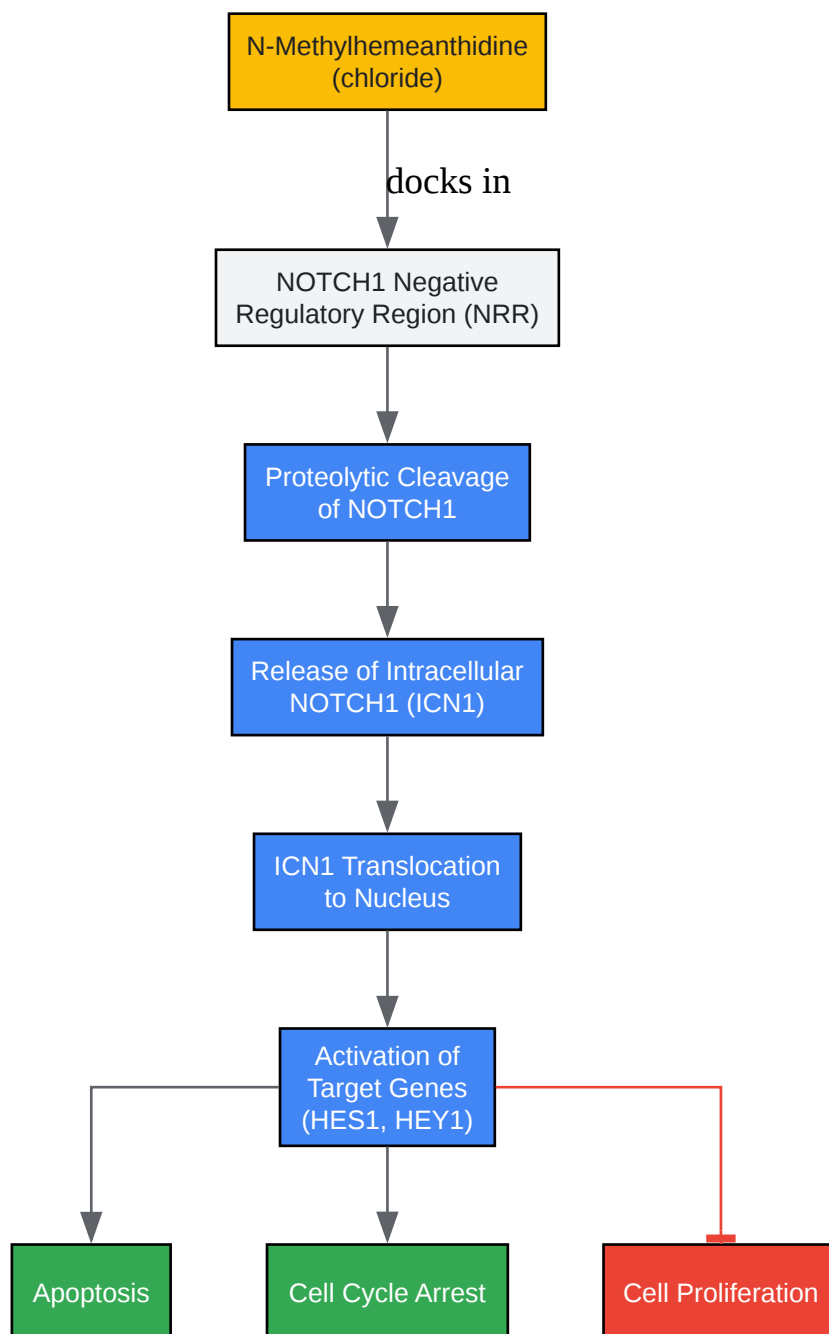 N-Methylhemeanthidine
(chloride)
docks in
NOTCH1 Negative
Regulatory Region (NRR)
Proteolytic Cleavage
of NOTCH1
Release of Intracellular
NOTCH1 (ICN1)
ICN1 Translocation
to Nucleus
Activation of
Target Genes
(HES1, HEY1)
Apoptosis
Cell Cycle Arrest
Cell Proliferation